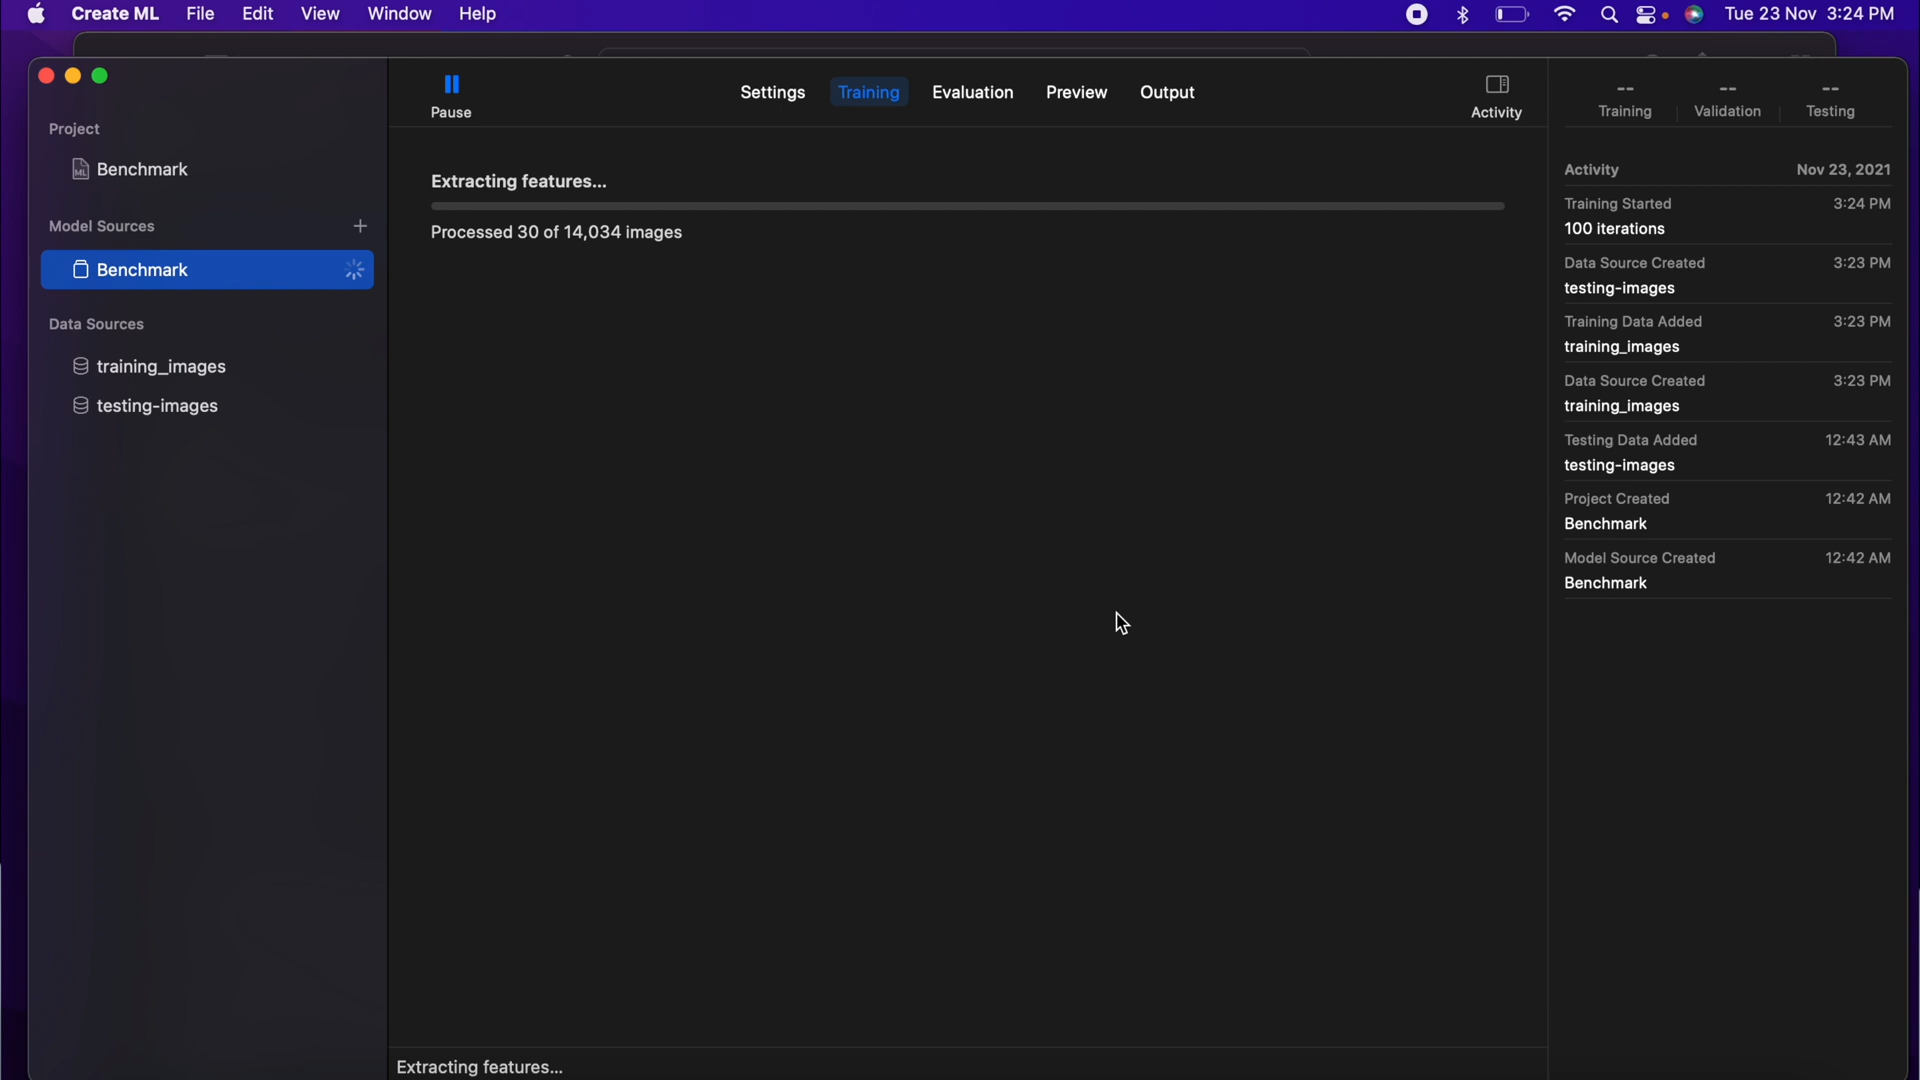 Create ML File Edit View Window Help Tue 23 Nov 3:24 PM
Project
Benchmark
Model Sources
Benchmark
Data Sources
training_images
testing-images
Pause
Settings Training Evaluation Preview Output
Activity
Extracting features...
Processed 30 of 14,034 images
Extracting features...
-- -- --
Training Validation Testing
Activity Nov 23, 2021
Training Started 3:24 PM
100 iterations
Data Source Created 3:23 PM
testing-images
Training Data Added 3:23 PM
training_images
Data Source Created 3:23 PM
training_images
Testing Data Added 12:43 AM
testing-images
Project Created 12:42 AM
Benchmark
Model Source Created 12:42 AM
Benchmark